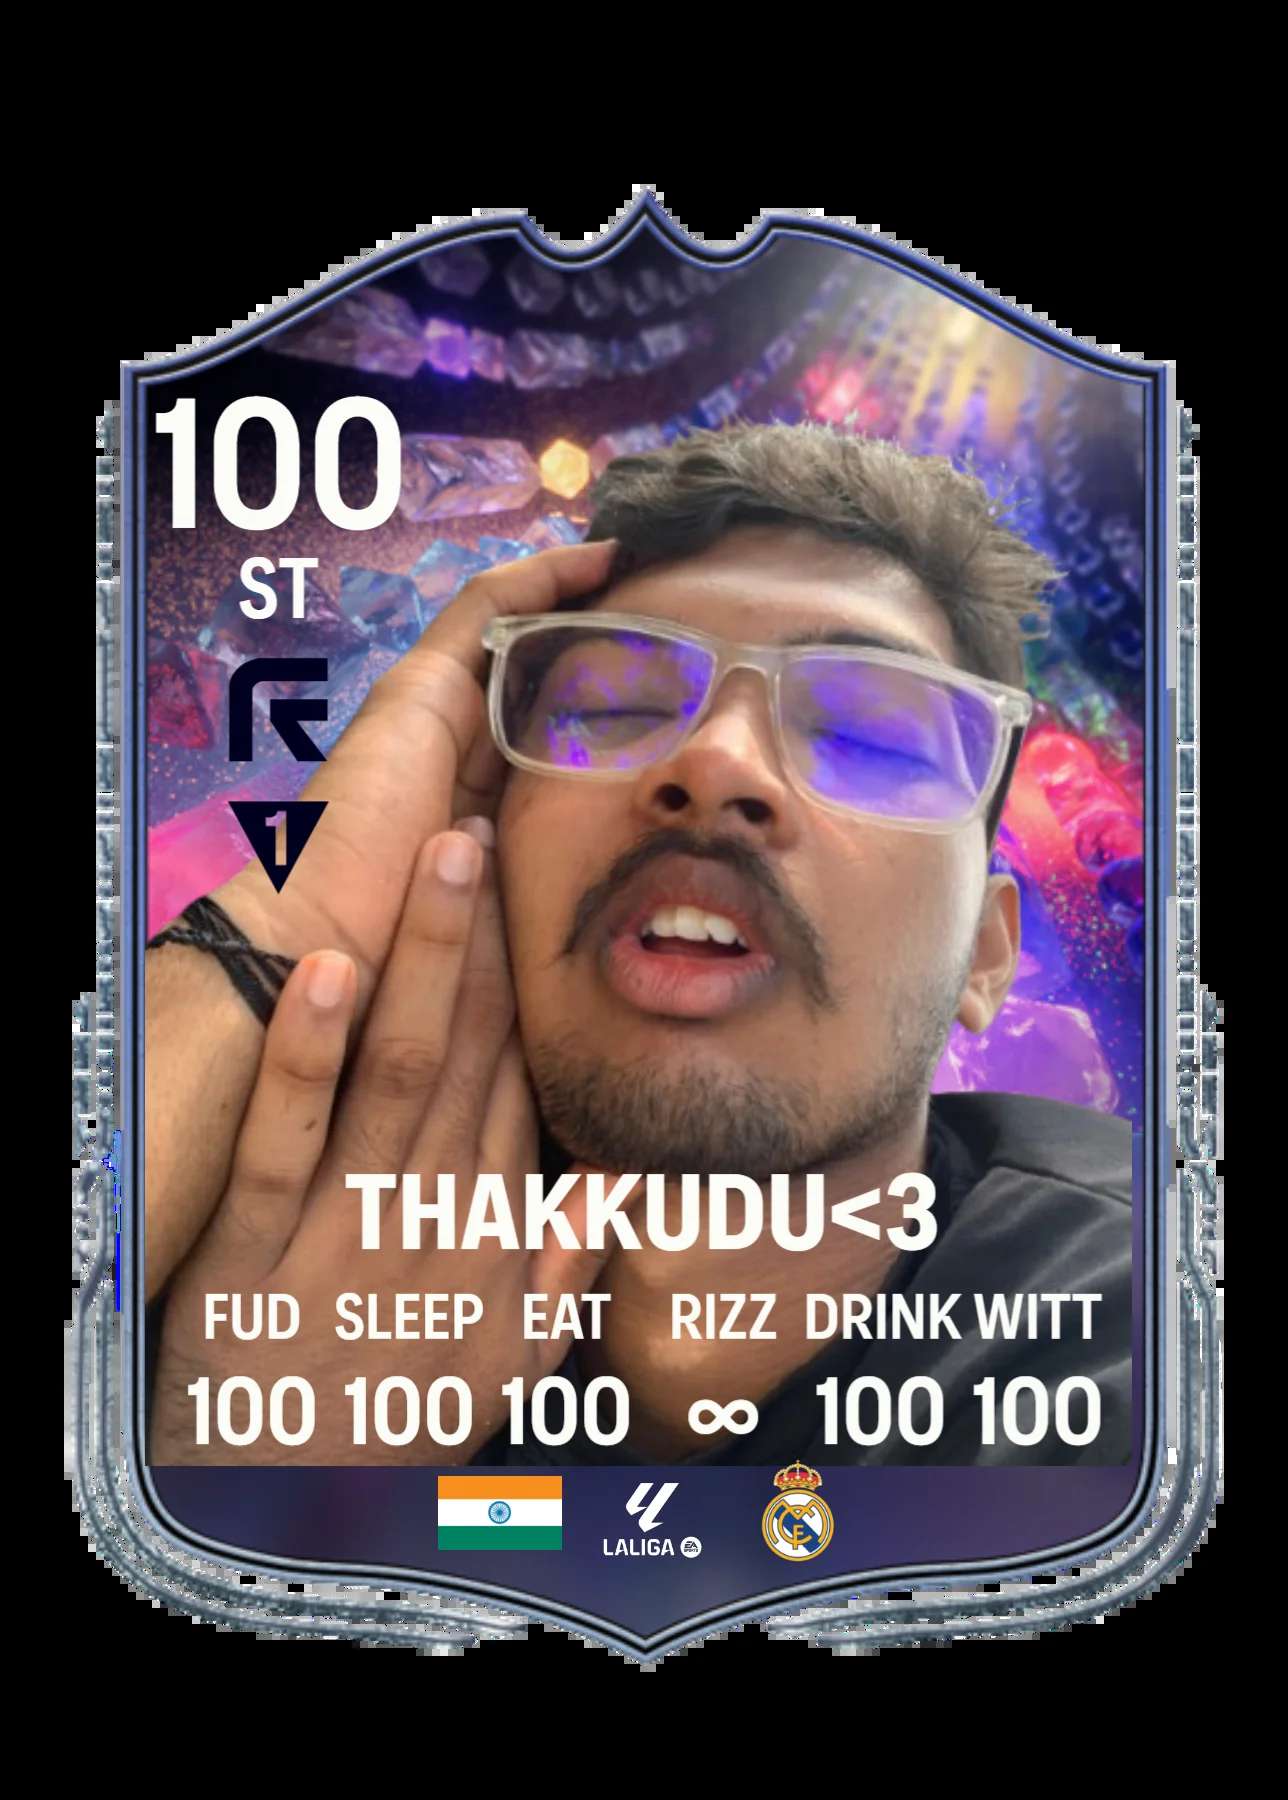 100
ST
1
THAKKUDU<3
FUD SLEEP EAT RIZZ DRINK WITT
100 100 100 ∞ 100 100
LALIGA